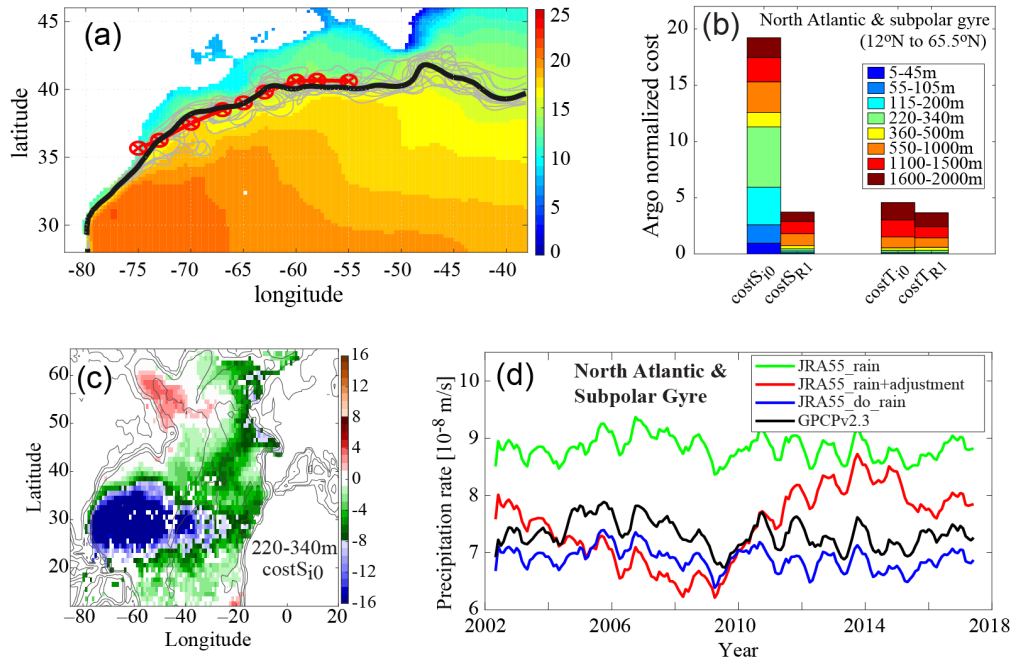 (a)
latitude
45
40
35
30
-80 -75 -70 -65 -60 -55 -50 -45 -40
longitude
25
20
15
10
5
0
(b)
Argo normalized cost
20
15
10
5
0
North Atlantic & subpolar gyre
(12ºN to 65.5ºN)
5-45m
55-105m
115-200m
220-340m
360-500m
550-1000m
1100-1500m
1600-2000m
costSi0
costSR1
costTi0
costTR1
(c)
Latitude
60
50
40
30
20
−80 −60 −40 −20 0 20
Longitude
220-340m
costSi0
16
12
8
4
0
−4
−8
−12
−16
(d)
Precipitation rate [10-8 m/s]
10
9
8
7
6
2002 2006 2010 2014 2018
Year
North Atlantic &
Subpolar Gyre
JRA55_rain
JRA55_rain+adjustment
JRA55_do_rain
GPCPv2.3